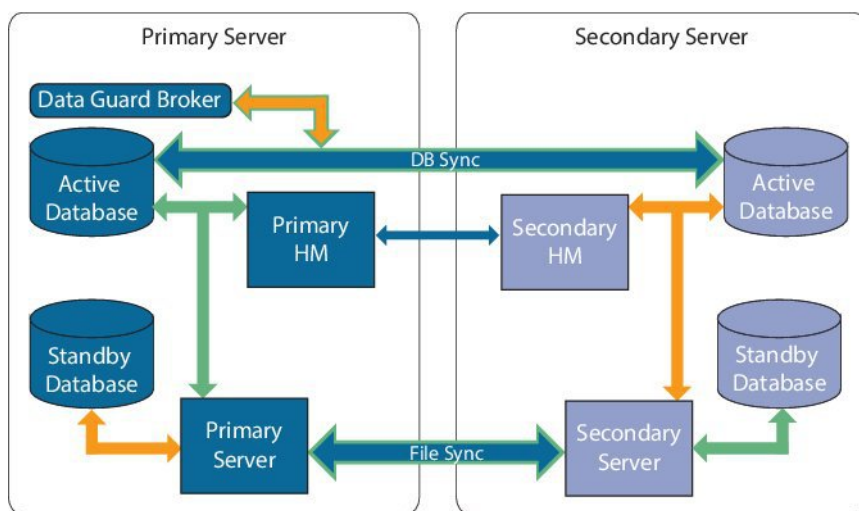 Primary Server
Secondary Server
Data Guard Broker
DB Sync
Active
Database
Active
Database
Primary
HM
Secondary
HM
Standby
Database
Standby
Database
Primary
Server
File Sync
Secondary
Server